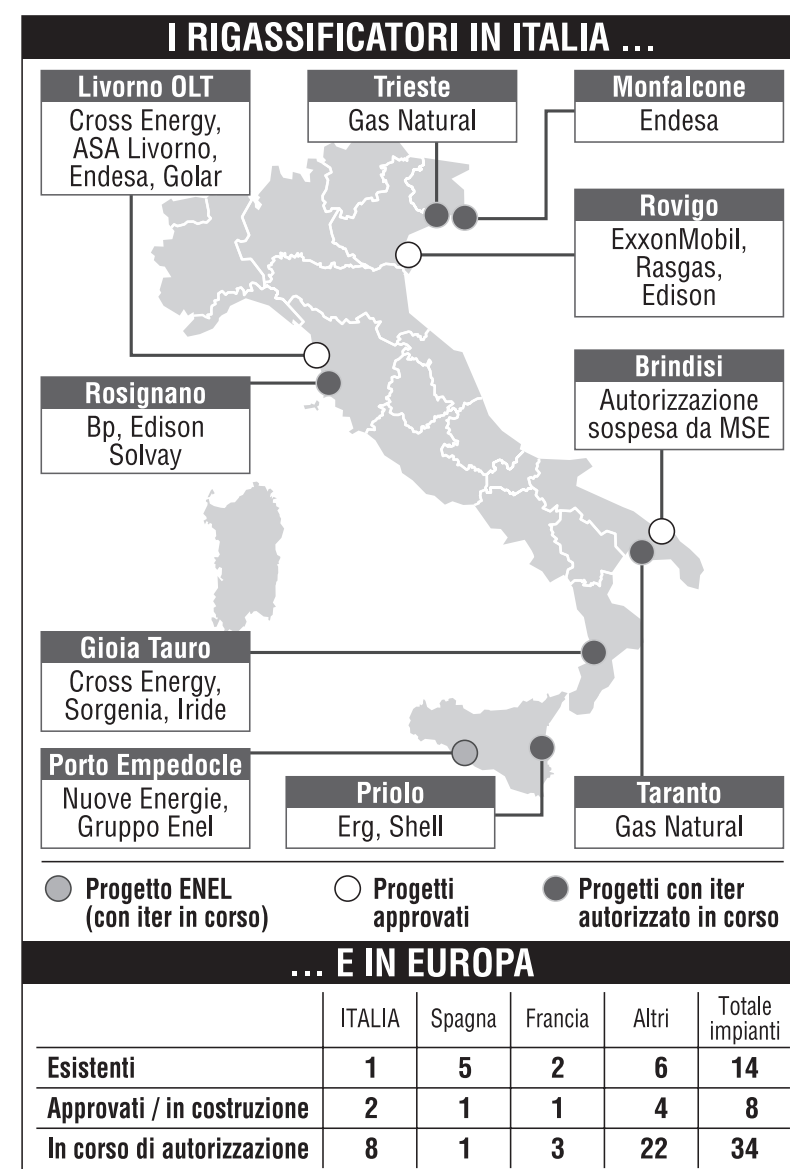 I RIGASSIFICATORI IN ITALIA ...
Livorno OLT
Cross Energy,
ASA Livorno,
Endesa, Golar
Trieste
Gas Natural
Monfalcone
Endesa
Rovigo
ExxonMobil,
Rasgas,
Edison
Rosignano
Bp, Edison
Solvay
Brindisi
Autorizzazione
sospesa da MSE
Gioia Tauro
Cross Energy,
Sorgenia, Iride
Porto Empedocle
Nuove Energie,
Gruppo Enel
Priolo
Erg, Shell
Taranto
Gas Natural
Progetto ENEL
(con iter in corso)
Progetti
approvati
Progetti con iter
autorizzato in corso
... E IN EUROPA
ITALIA Spagna Francia Altri Totale
impianti
Esistenti 1 5 2 6 14
Approvati / in costruzione 2 1 1 4 8
In corso di autorizzazione 8 1 3 22 34